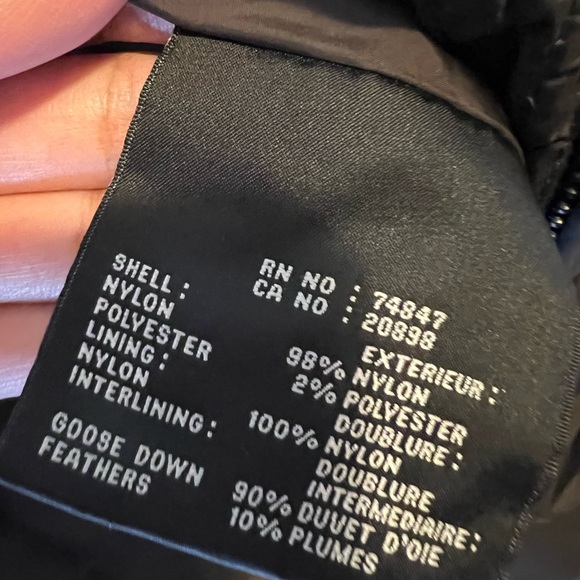 RN NO : 74847
CA NO : 20838
SHELL : EXTERIEUR :
NYLON 98% NYLON
POLYESTER 2% POLYESTER
LINING : DOUBLURE :
NYLON 100% NYLON
INTERLINING : DOUBLURE
INTERMEDIAIRE :
GOOSE DOWN 90% DUVET D'OIE
FEATHERS 10% PLUMES